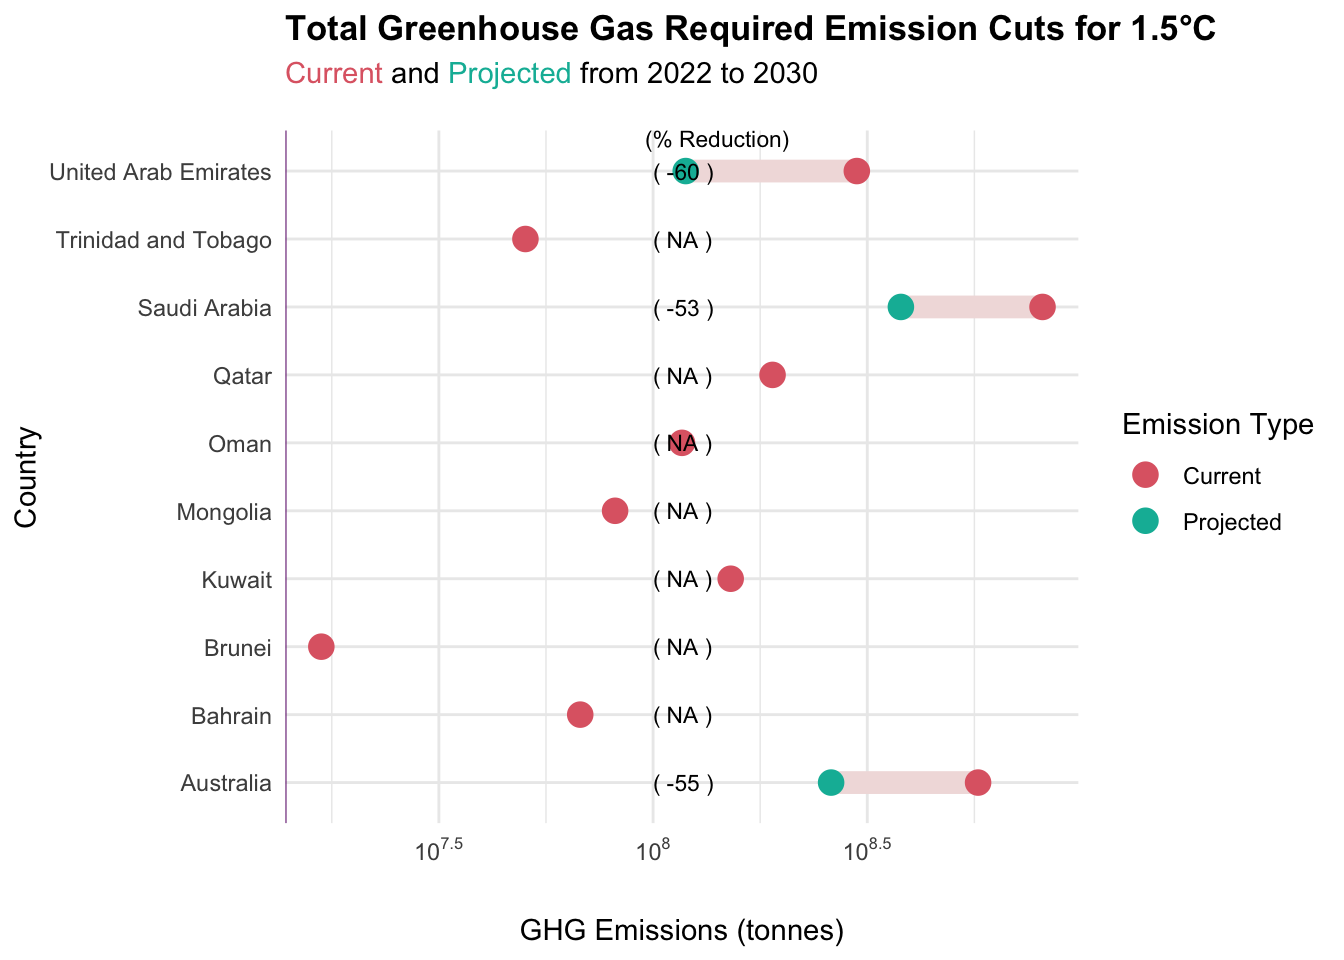 Total Greenhouse Gas Required Emission Cuts for 1.5°C
Current and Projected from 2022 to 2030
(% Reduction)
United Arab Emirates ( -60 )
Trinidad and Tobago ( NA )
Saudi Arabia ( -53 )
Qatar ( NA )
Oman ( NA )
Mongolia ( NA )
Kuwait ( NA )
Brunei ( NA )
Bahrain ( NA )
Australia ( -55 )
Country
10^7.5 10^8 10^8.5
GHG Emissions (tonnes)
Emission Type
Current
Projected